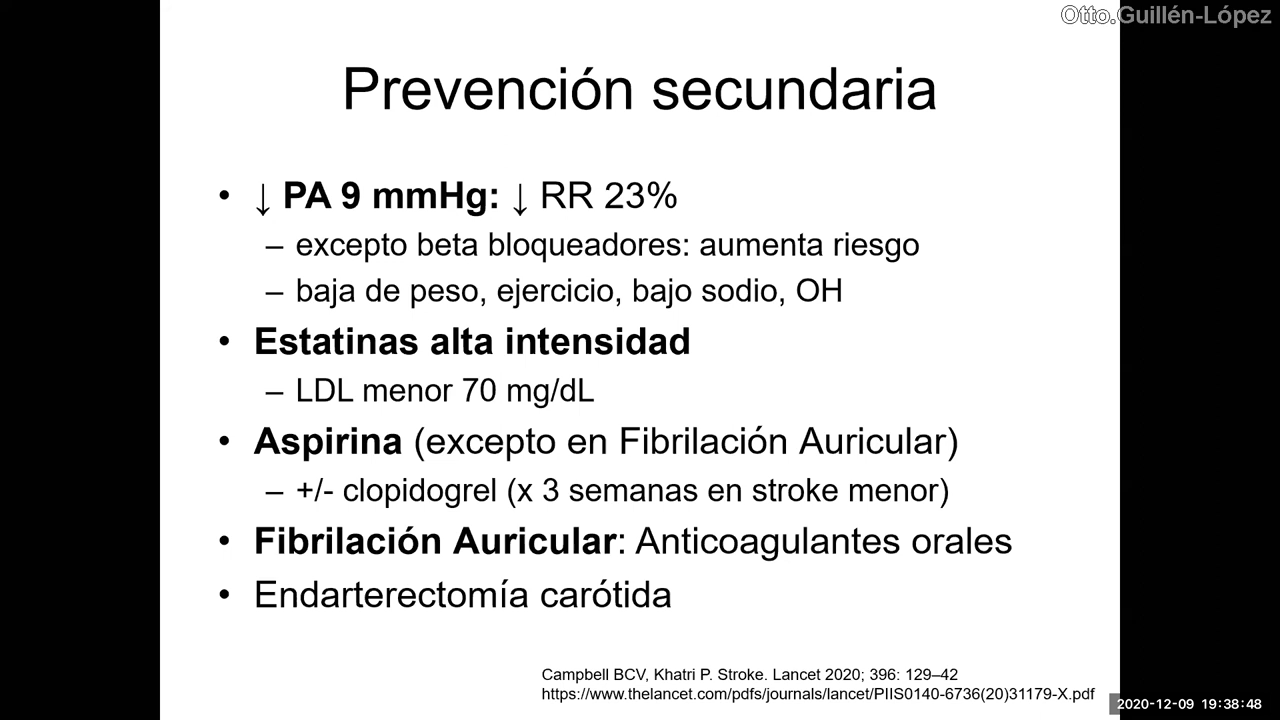 Otto.Guillén-López
Prevención secundaria
• ↓ PA 9 mmHg: ↓ RR 23%
– excepto beta bloqueadores: aumenta riesgo
– baja de peso, ejercicio, bajo sodio, OH
• Estatinas alta intensidad
– LDL menor 70 mg/dL
• Aspirina (excepto en Fibrilación Auricular)
– +/- clopidogrel (x 3 semanas en stroke menor)
• Fibrilación Auricular: Anticoagulantes orales
• Endarterectomía carótida
Campbell BCV, Khatri P. Stroke. Lancet 2020; 396: 129–42
https://www.thelancet.com/pdfs/journals/lancet/PIIS0140-6736(20)31179-X.pdf
2020-12-09 19:38:48